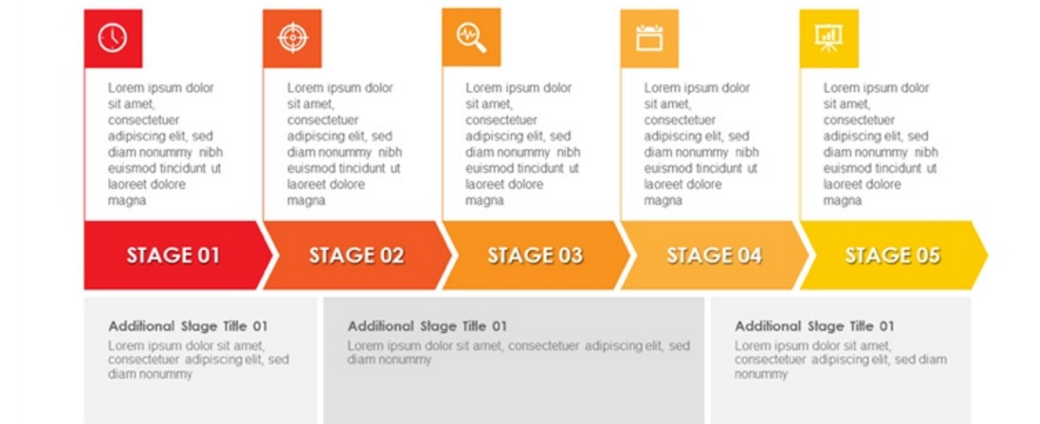 Lorem ipsum dolor
sit amet,
consectetuer
adipiscing elit, sed
diam nonummy nibh
euismod tincidunt ut
laoreet dolore
magna
Lorem ipsum dolor
sit amet,
consectetuer
adipiscing elit, sed
diam nonummy nibh
euismod tincidunt ut
laoreet dolore
magna
Lorem ipsum dolor
sit amet,
consectetuer
adipiscing elit, sed
diam nonummy nibh
euismod tincidunt ut
laoreet dolore
magna
Lorem ipsum dolor
sit amet,
consectetuer
adipiscing elit, sed
diam nonummy nibh
euismod tincidunt ut
laoreet dolore
magna
Lorem ipsum dolor
sit amet,
consectetuer
adipiscing elit, sed
diam nonummy nibh
euismod tincidunt ut
laoreet dolore
magna
STAGE 01
STAGE 02
STAGE 03
STAGE 04
STAGE 05
Additional Stage Title 01
Lorem ipsum dolor sit amet,
consectetuer adipiscing elit, sed
diam nonummy
Additional Stage Title 01
Lorem ipsum dolor sit amet, consectetuer adipiscing elit, sed
diam nonummy
Additional Stage Title 01
Lorem ipsum dolor sit amet,
consectetuer adipiscing elit, sed diam
nonummy